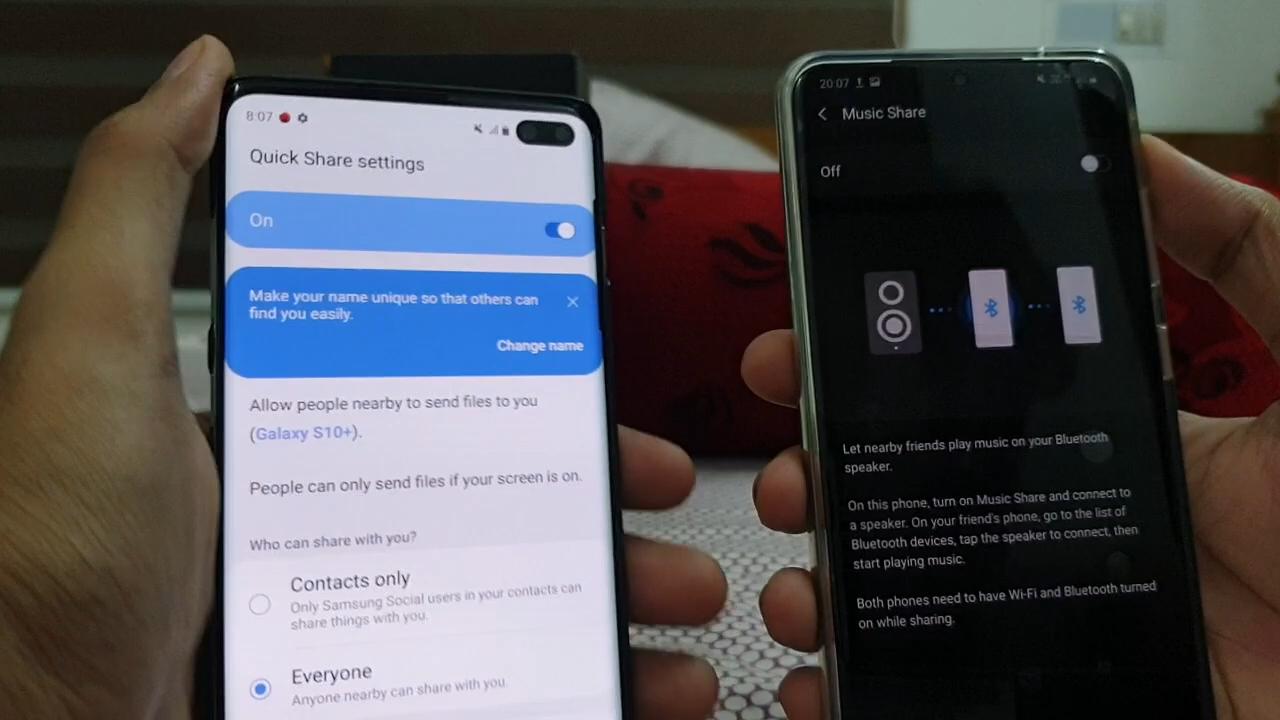 8:07
Quick Share settings
On
Make your name unique so that others can
find you easily.
Change name
Allow people nearby to send files to you
(Galaxy S10+).
People can only send files if your screen is on.
Who can share with you?
Contacts only
Only Samsung Social users in your contacts can
share things with you.
Everyone
Anyone nearby can share with you.
20:07
Music Share
Off
Let nearby friends play music on your Bluetooth
speaker.
On this phone, turn on Music Share and connect to
a speaker. On your friend's phone, go to the list of
Bluetooth devices, tap the speaker to connect, then
start playing music.
Both phones need to have Wi-Fi and Bluetooth turned
on while sharing.